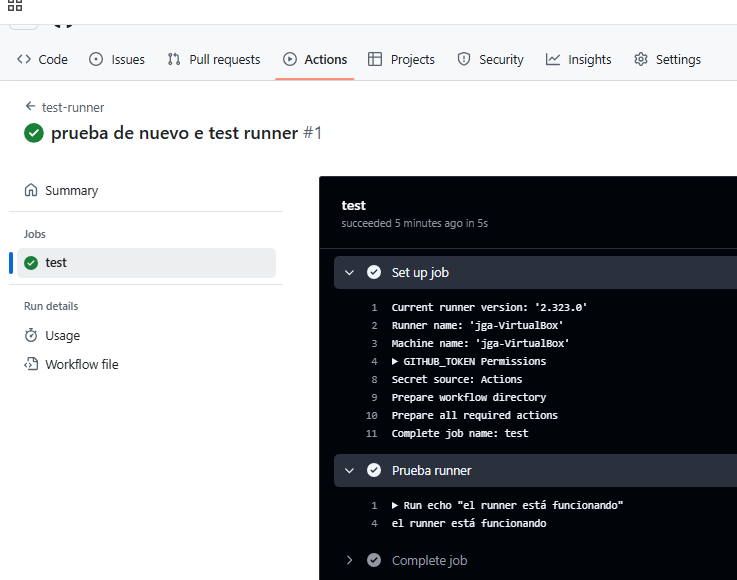 Code Issues Pull requests Actions Projects Security Insights Settings
test-runner
prueba de nuevo e test runner #1
Summary
Jobs
test
Run details
Usage
Workflow file
test
succeeded 5 minutes ago in 5s
Set up job
1 Current runner version: '2.323.0'
2 Runner name: 'jga-VirtualBox'
3 Machine name: 'jga-VirtualBox'
4 GITHUB_TOKEN Permissions
8 Secret source: Actions
9 Prepare workflow directory
10 Prepare all required actions
11 Complete job name: test
Prueba runner
1 Run echo "el runner está funcionando"
4 el runner está funcionando
Complete job